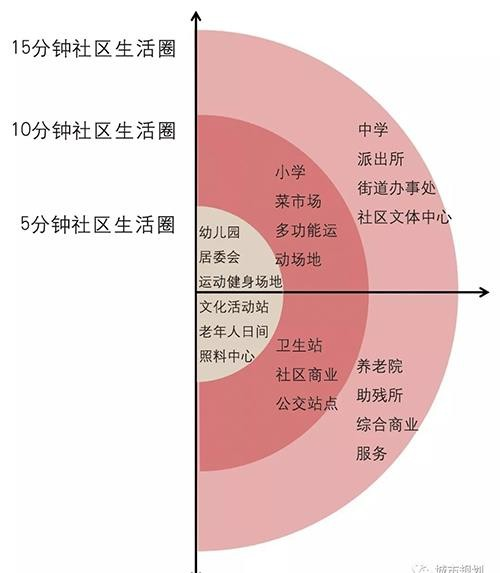 15分钟社区生活圈
10分钟社区生活圈
5分钟社区生活圈
幼儿园
居委会
运动健身场地
文化活动站
老年人日间
照料中心
小学
菜市场
多功能运
动场地
卫生站
社区商业
公交站点
中学
派出所
街道办事处
社区文体中心
养老院
助残所
综合商业
服务
城市规划